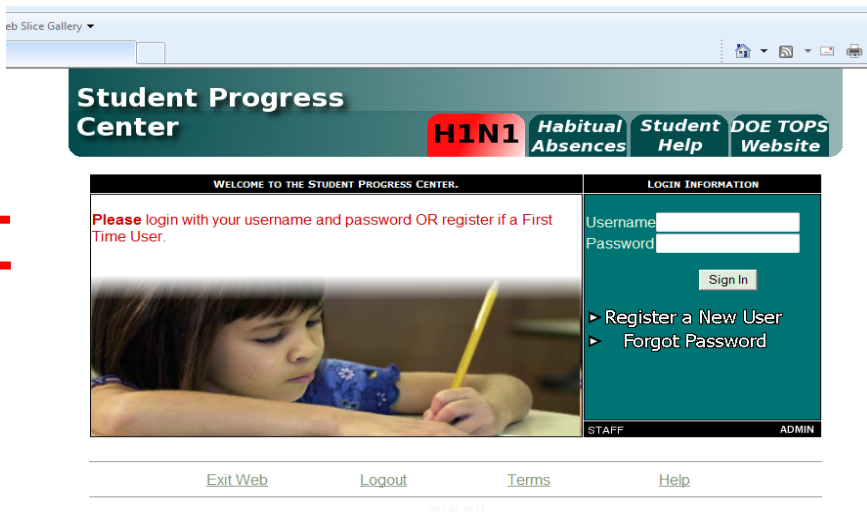 eb Slice Gallery
Student Progress
Center
H1N1
Habitual
Absences
Student
Help
DOE TOPS
Website
WELCOME TO THE STUDENT PROGRESS CENTER.
LOGIN INFORMATION
Please login with your username and password OR register if a First
Time User.
Username
Password
Sign In
Register a New User
Forgot Password
STAFF
ADMIN
Exit Web
Logout
Terms
Help